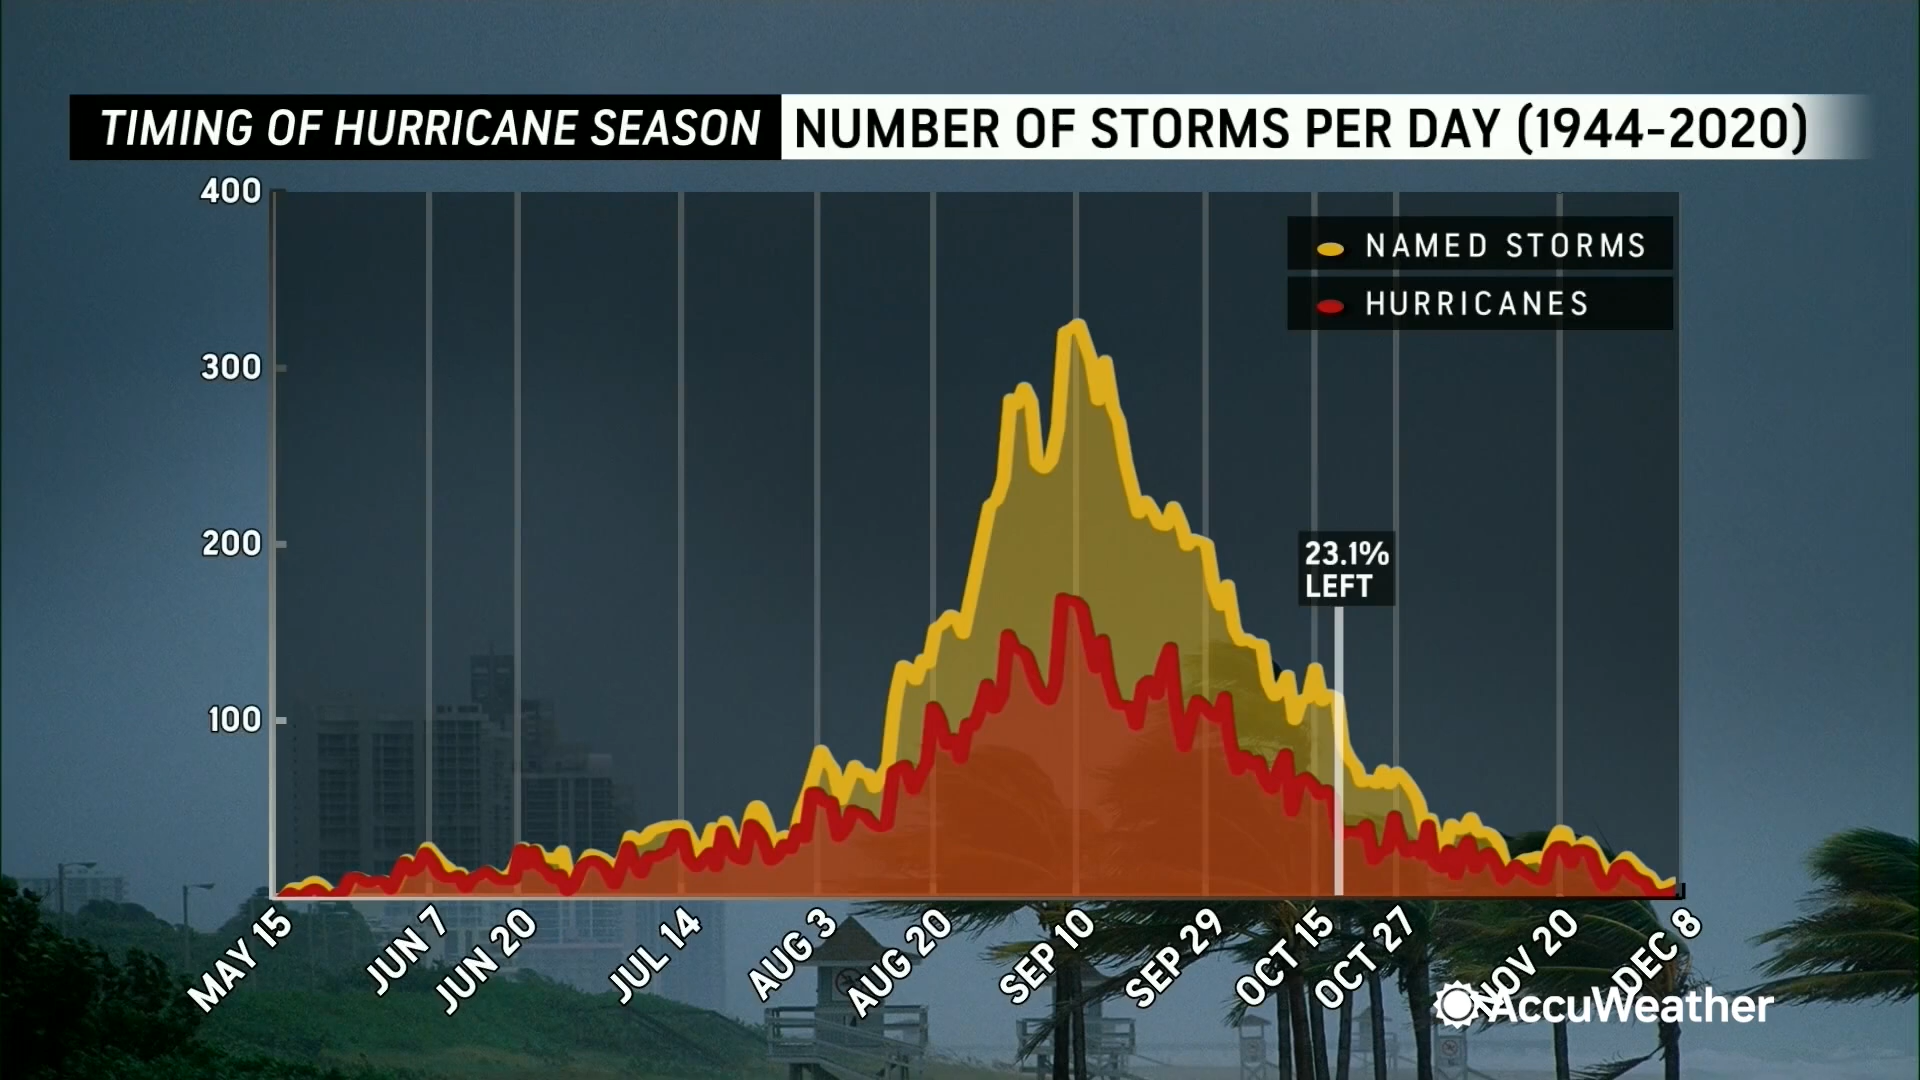 TIMING OF HURRICANE SEASON NUMBER OF STORMS PER DAY (1944-2020)
400
300
200
100
NAMED STORMS
HURRICANES
23.1%
LEFT
MAY 15
JUN 7
JUN 20
JUL 14
AUG 3
AUG 20
SEP 10
SEP 29
OCT 15
OCT 27
NOV 20
DEC 8
AccuWeather